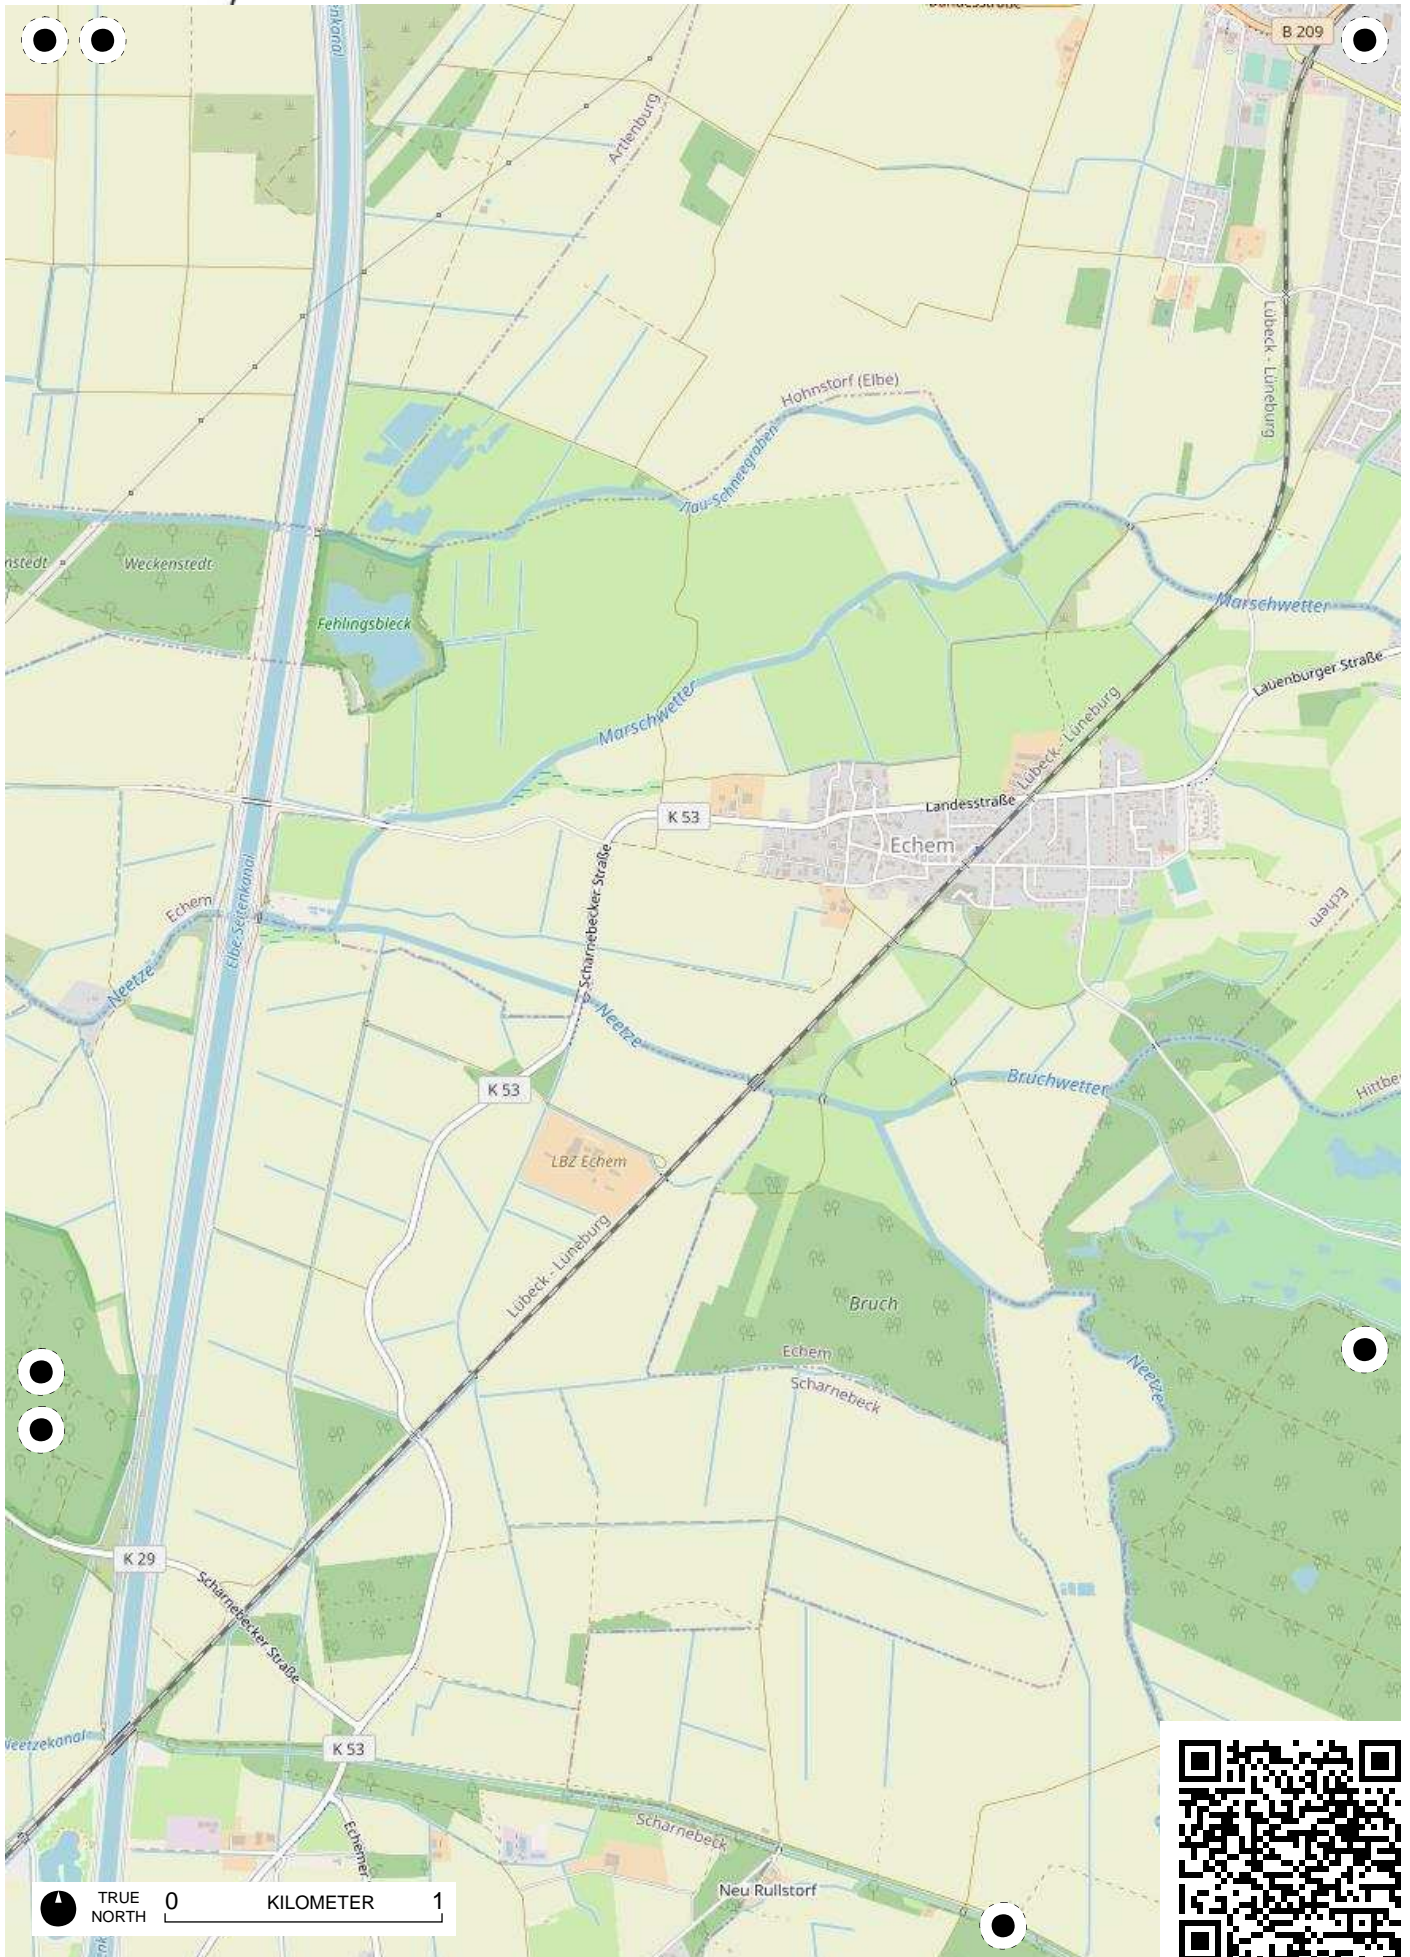 B 209
Artlenburg
Lübeck - Lüneburg
Hohnstorf (Elbe)
Weckenstedt
Fehlingsbleck
Marschwetter
Marschwetter
Lauenburger Straße
Lübeck - Lüneburg
K 53
Landesstraße
Echem
Scharnebecker Straße
Elbe-Seitenkanal
Echem
Echem
Neetze
Neetze
K 53
Bruchwetter
LBZ Echem
Lübeck - Lüneburg
Bruch
Echem
Scharnebeck
Neetze
K 29
Scharnebecker Straße
Neetzekanal
K 53
Scharnebeck
Echemer
Neu Rullstorf
TRUE
NORTH
0 KILOMETER 1